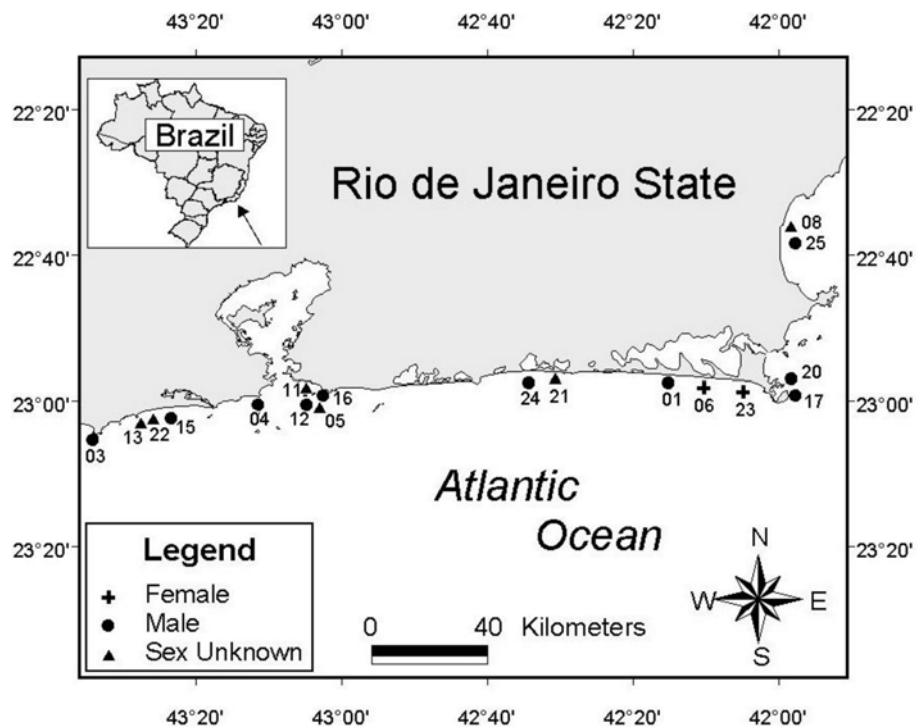 43°20' 43°00' 42°40' 42°20' 42°00'
22°20' 22°20'
Brazil
Rio de Janeiro State
08
25
22°40' 22°40'
20
11 16
24 21 01 06 23 17
23°00' 23°00'
03 13 22 15 04 12 05
Atlantic
Ocean
23°20' 23°20'
Legend
Female
Male
Sex Unknown
0 40 Kilometers
N
W E
S
43°20' 43°00' 42°40' 42°20' 42°00'